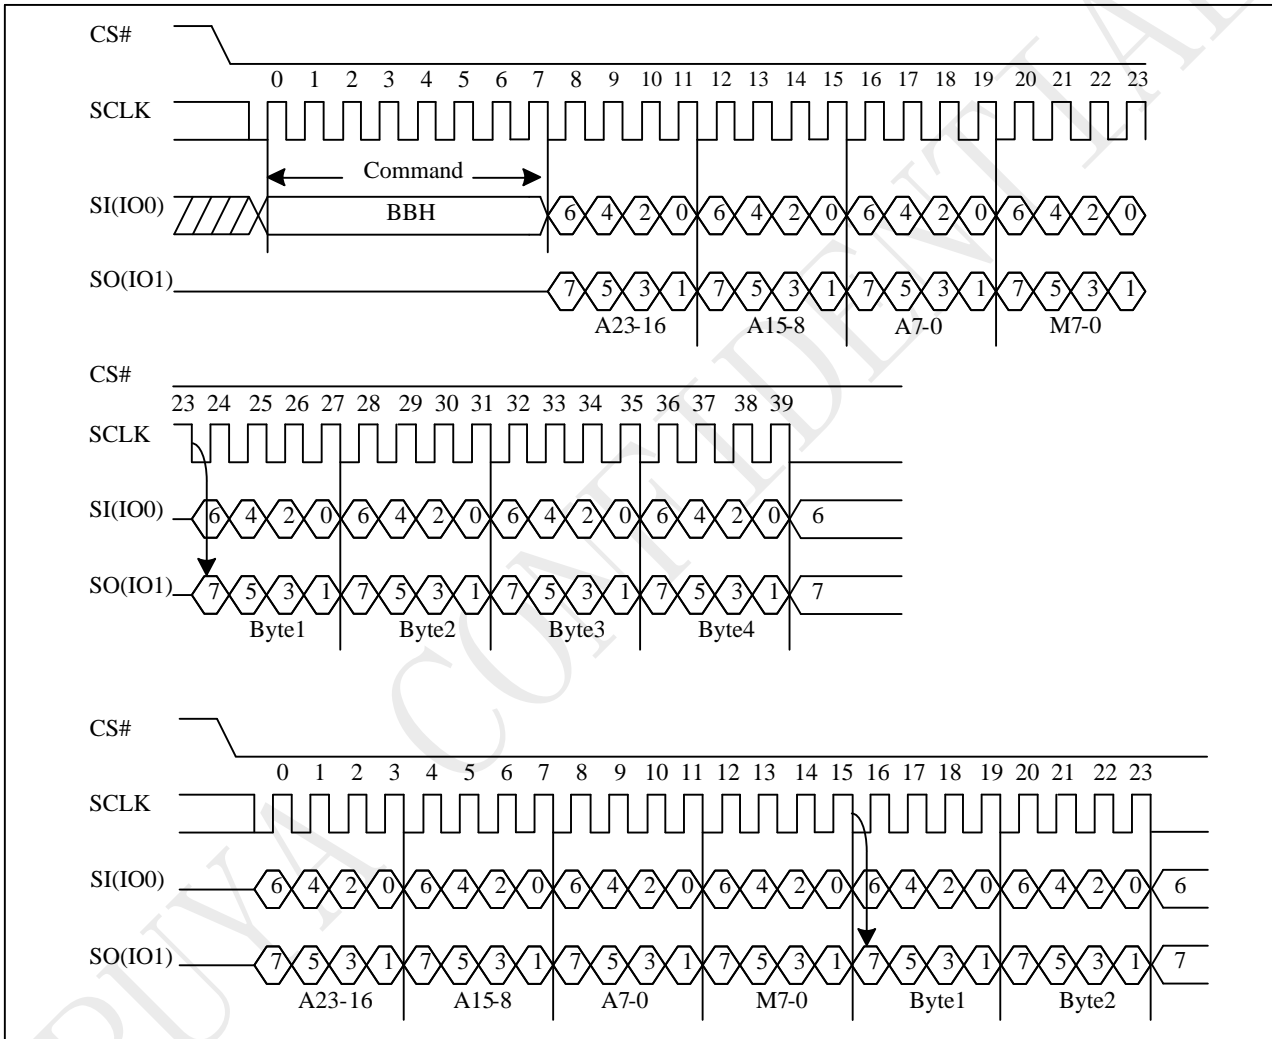 CS#
0 1 2 3 4 5 6 7 8 9 10 11 12 13 14 15 16 17 18 19 20 21 22 23
SCLK
Command
SI(IO0) BBH 6 4 2 0 6 4 2 0 6 4 2 0 6 4 2 0
SO(IO1) 7 5 3 1 7 5 3 1 7 5 3 1 7 5 3 1
A23-16 A15-8 A7-0 M7-0
CS#
23 24 25 26 27 28 29 30 31 32 33 34 35 36 37 38 39
SCLK
SI(IO0) 6 4 2 0 6 4 2 0 6 4 2 0 6 4 2 0 6
SO(IO1) 7 5 3 1 7 5 3 1 7 5 3 1 7 5 3 1 7
Byte1 Byte2 Byte3 Byte4
CS#
0 1 2 3 4 5 6 7 8 9 10 11 12 13 14 15 16 17 18 19 20 21 22 23
SCLK
SI(IO0) 6 4 2 0 6 4 2 0 6 4 2 0 6 4 2 0 6 4 2 0 6 4 2 0 6
SO(IO1) 7 5 3 1 7 5 3 1 7 5 3 1 7 5 3 1 7 5 3 1 7 5 3 1 7
A23-16 A15-8 A7-0 M7-0 Byte1 Byte2
PUYA CONFIDENTIAL